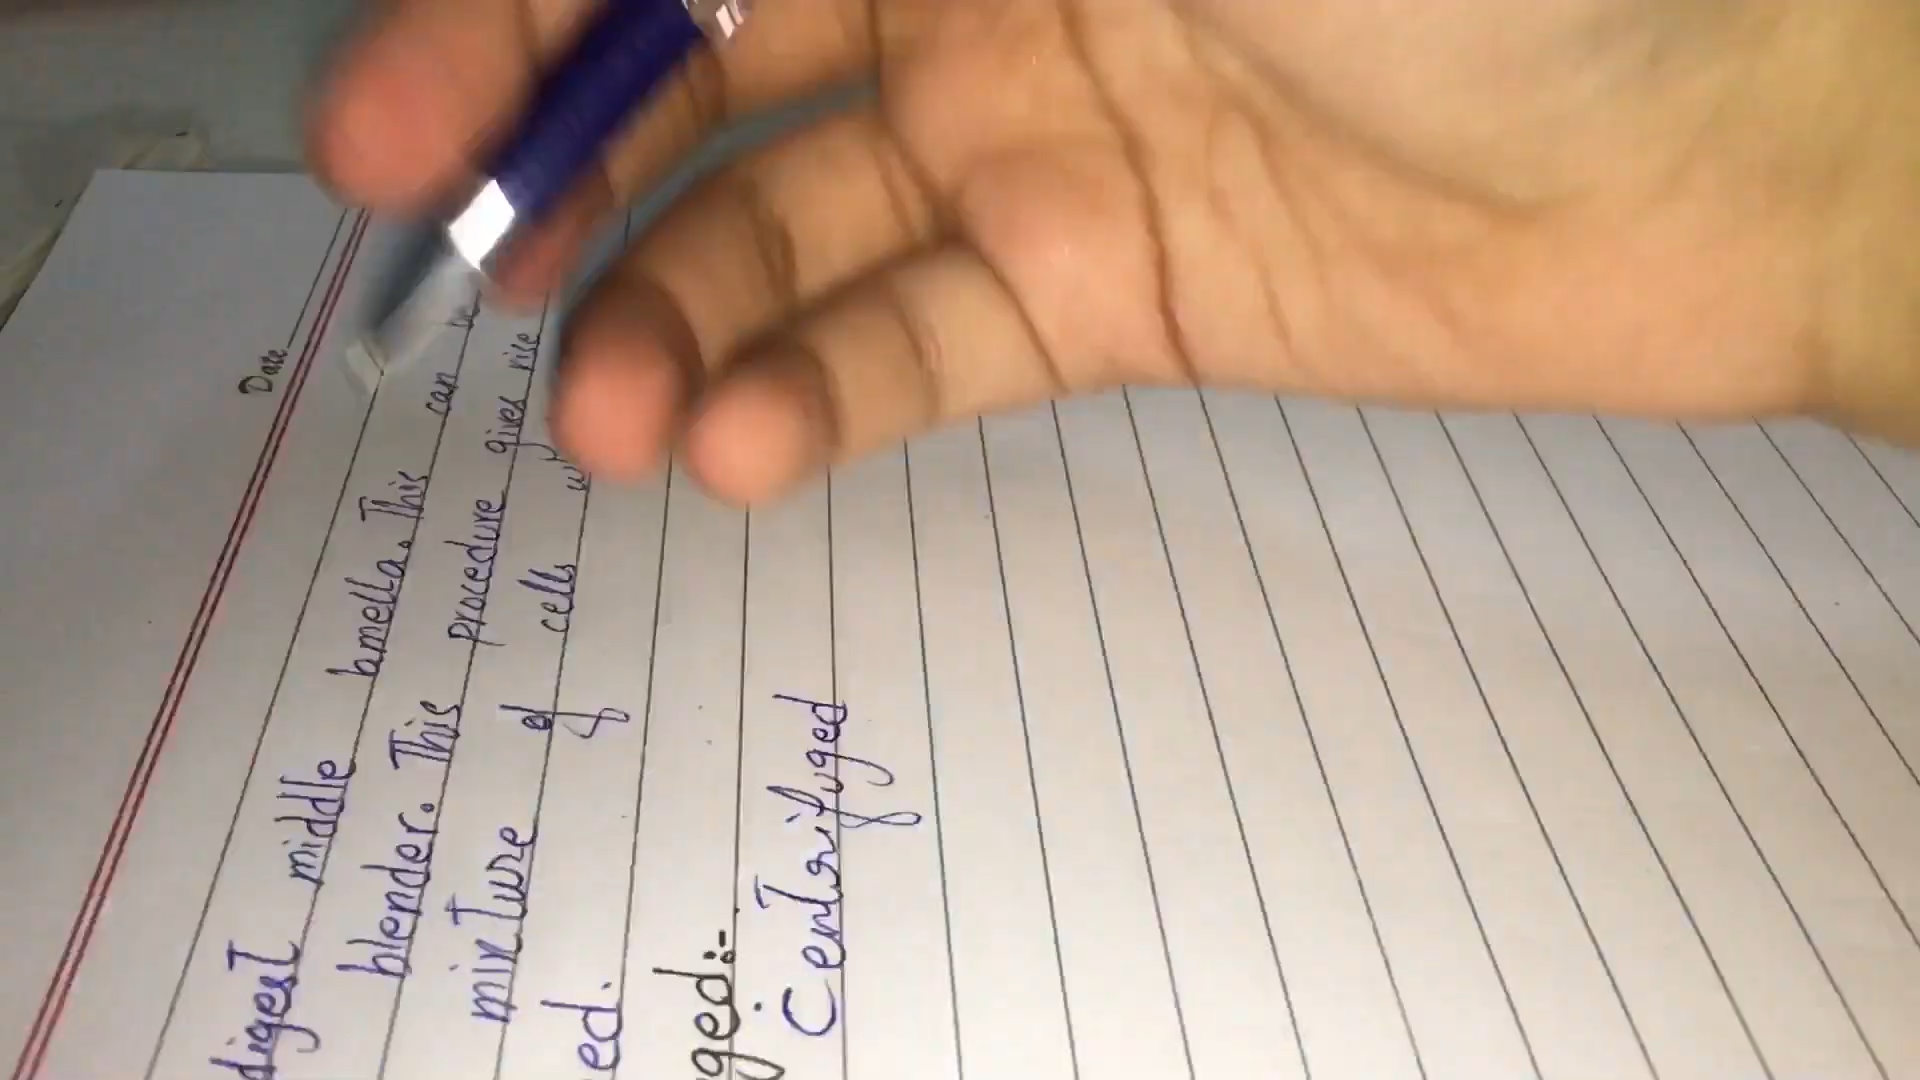 Date
digest middle lamella. This can be
blender. This procedure gives rise
mixture of cells
ed.
ged:-
Centrifuged